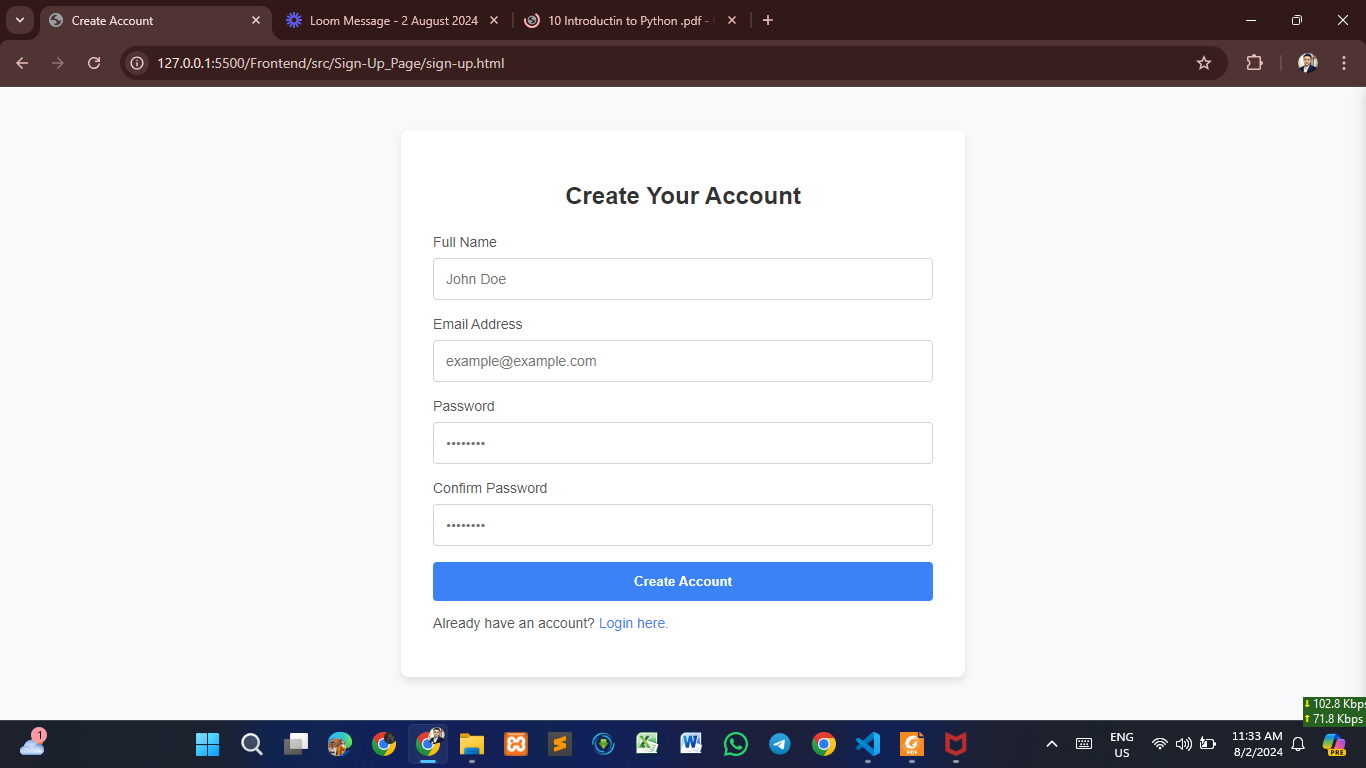 Create Account
Loom Message - 2 August 2024
10 Introductin to Python .pdf -
127.0.0.1:5500/Frontend/src/Sign-Up_Page/sign-up.html
Create Your Account
Full Name
John Doe
Email Address
example@example.com
Password
••••••••
Confirm Password
••••••••
Create Account
Already have an account? Login here.
102.8 Kbps
71.8 Kbps
1
PDF
ENG
US
11:33 AM
8/2/2024
PRE